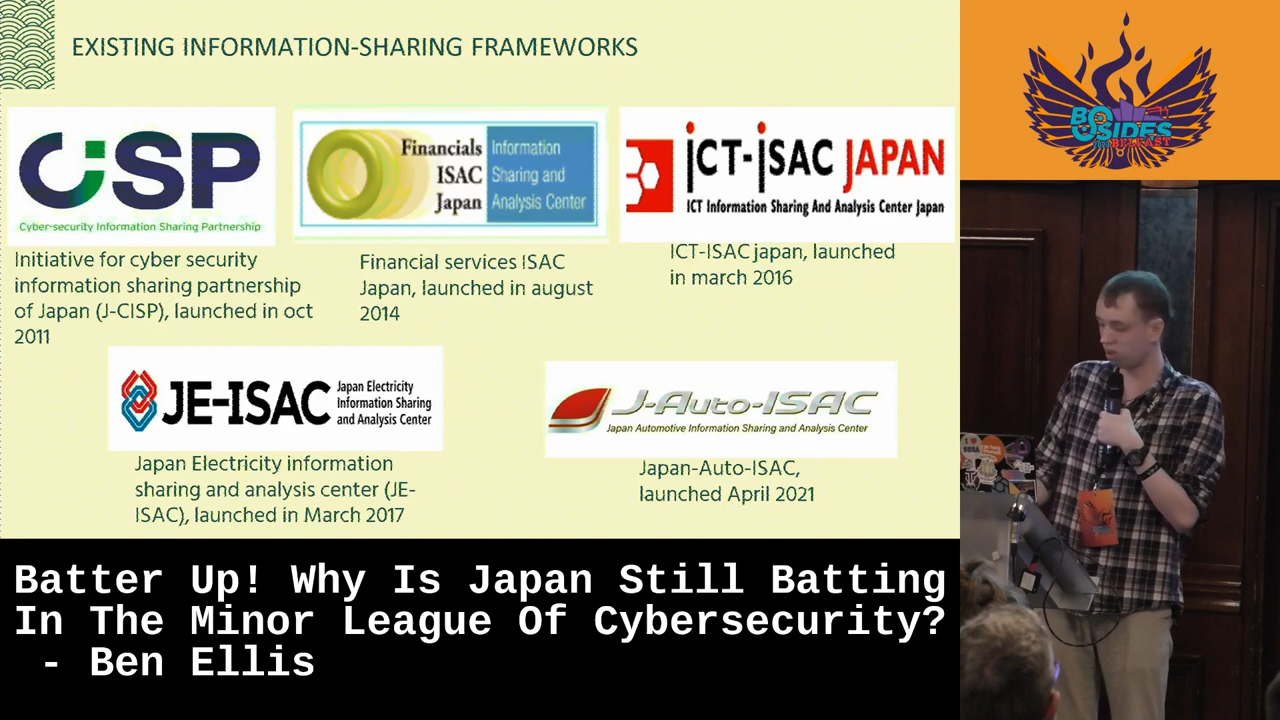 EXISTING INFORMATION-SHARING FRAMEWORKS
CiSP
Cyber-security Information Sharing Partnership
Initiative for cyber security
information sharing partnership
of Japan (J-CISP), launched in oct
2011
Financials
ISAC
Japan
Information
Sharing and
Analysis Center
Financial services ISAC
Japan, launched in august
2014
iCT-iSAC JAPAN
ICT Information Sharing And Analysis Center Japan
ICT-ISAC japan, launched
in march 2016
JE-ISAC
Japan Electricity
Information Sharing
and Analysis Center
Japan Electricity information
sharing and analysis center (JE-
ISAC), launched in March 2017
J-Auto-ISAC
Japan Automotive Information Sharing and Analysis Center
Japan-Auto-ISAC,
launched April 2021
BSIDES
BELFAST
Batter Up! Why Is Japan Still Batting
In The Minor League Of Cybersecurity?
- Ben Ellis